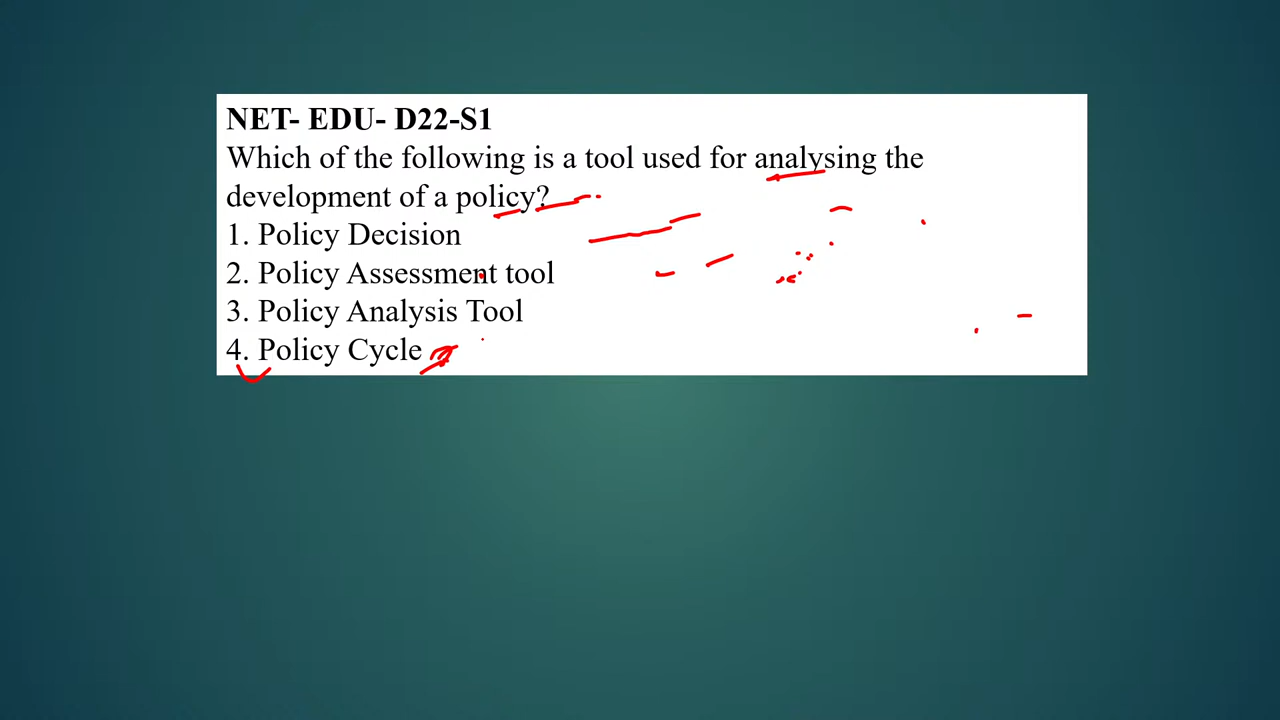 NET- EDU- D22-S1
Which of the following is a tool used for analysing the
development of a policy?
1. Policy Decision
2. Policy Assessment tool
3. Policy Analysis Tool
4. Policy Cycle